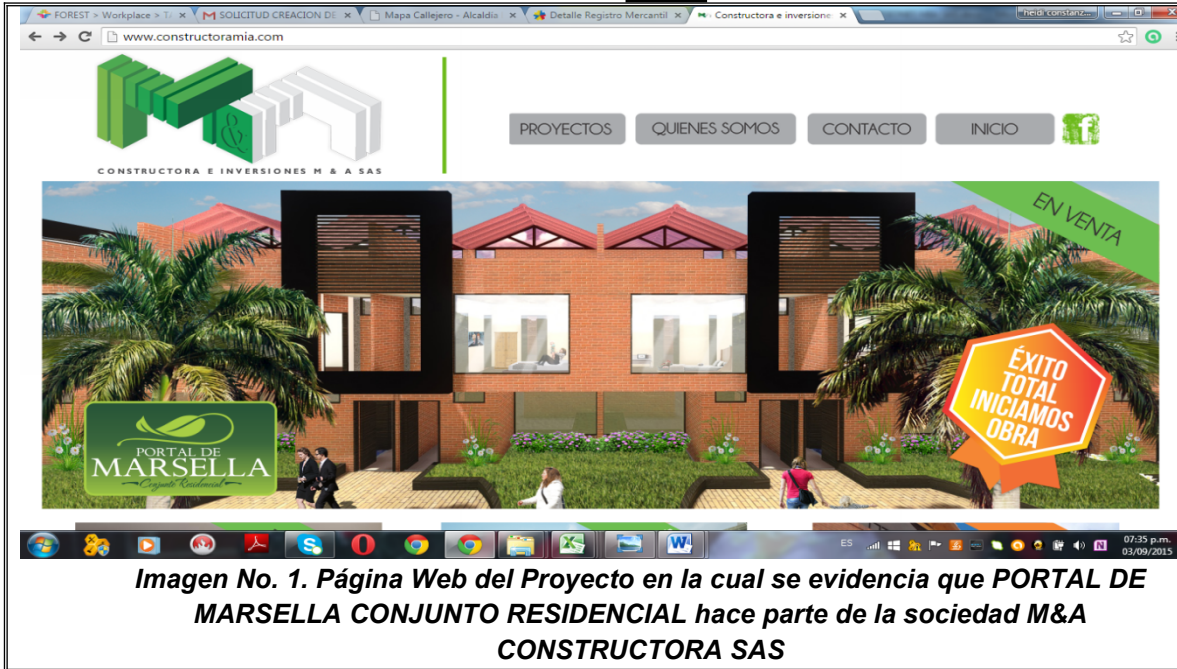 FOREST > Workplace > Ta
SOLICITUD CREACION DE
Mapa Callejero - Alcaldía
Detalle Registro Mercantil
Constructora e inversione
heidi constanz...
www.constructoramia.com
M&A
CONSTRUCTORA E INVERSIONES M & A SAS
PROYECTOS
QUIENES SOMOS
CONTACTO
INICIO
f
EN VENTA
ÉXITO
TOTAL
INICIAMOS
OBRA
PORTAL DE
MARSELLA
Conjunto Residencial
ES
07:35 p.m.
03/09/2015
Imagen No. 1. Página Web del Proyecto en la cual se evidencia que PORTAL DE
MARSELLA CONJUNTO RESIDENCIAL hace parte de la sociedad M&A
CONSTRUCTORA SAS